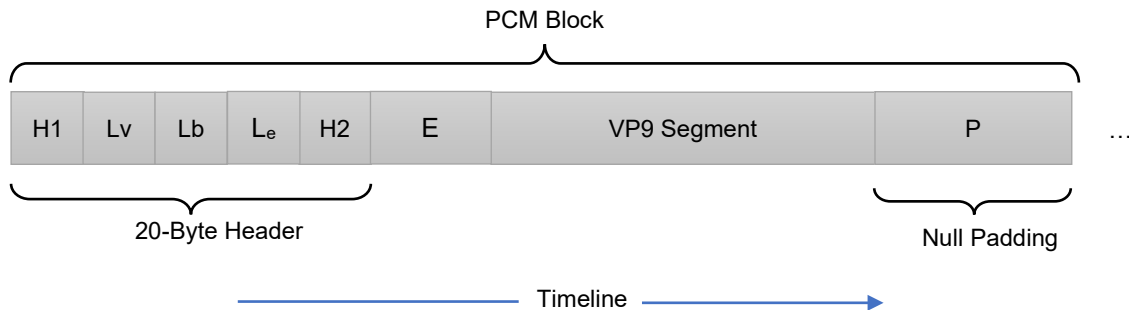 PCM Block
H1 Lv Lb Le H2 E VP9 Segment P ...
20-Byte Header
Null Padding
Timeline